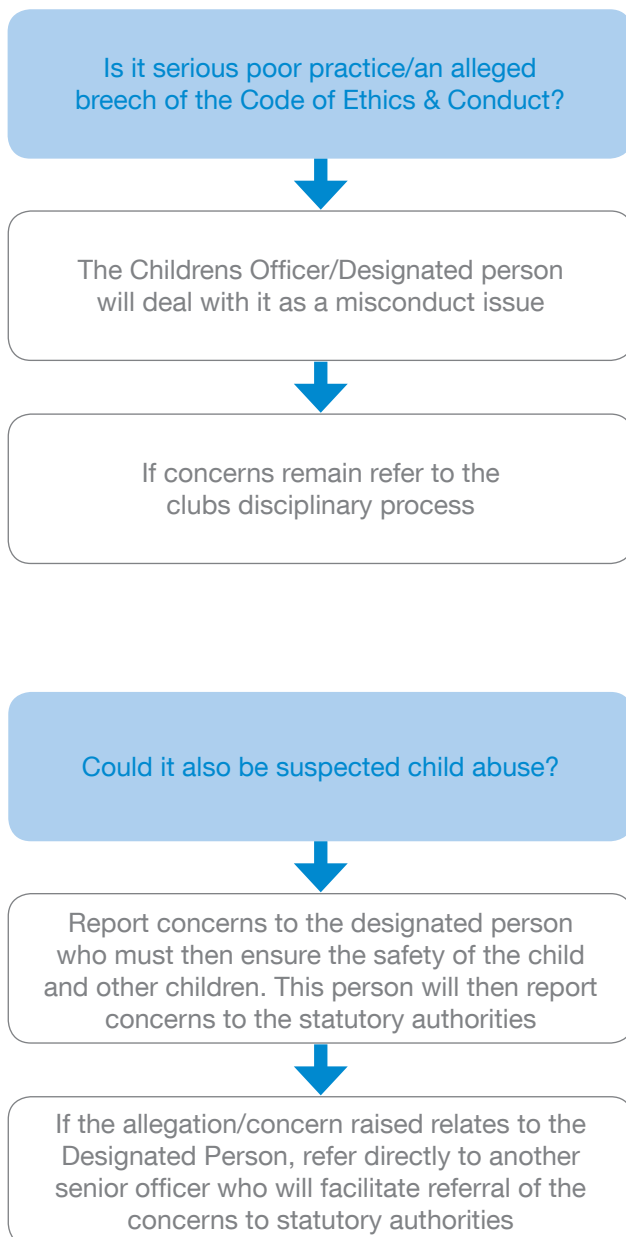 Is it serious poor practice/an alleged
breech of the Code of Ethics & Conduct?
The Childrens Officer/Designated person
will deal with it as a misconduct issue
If concerns remain refer to the
clubs disciplinary process
Could it also be suspected child abuse?
Report concerns to the designated person
who must then ensure the safety of the child
and other children. This person will then report
concerns to the statutory authorities
If the allegation/concern raised relates to the
Designated Person, refer directly to another
senior officer who will facilitate referral of the
concerns to statutory authorities